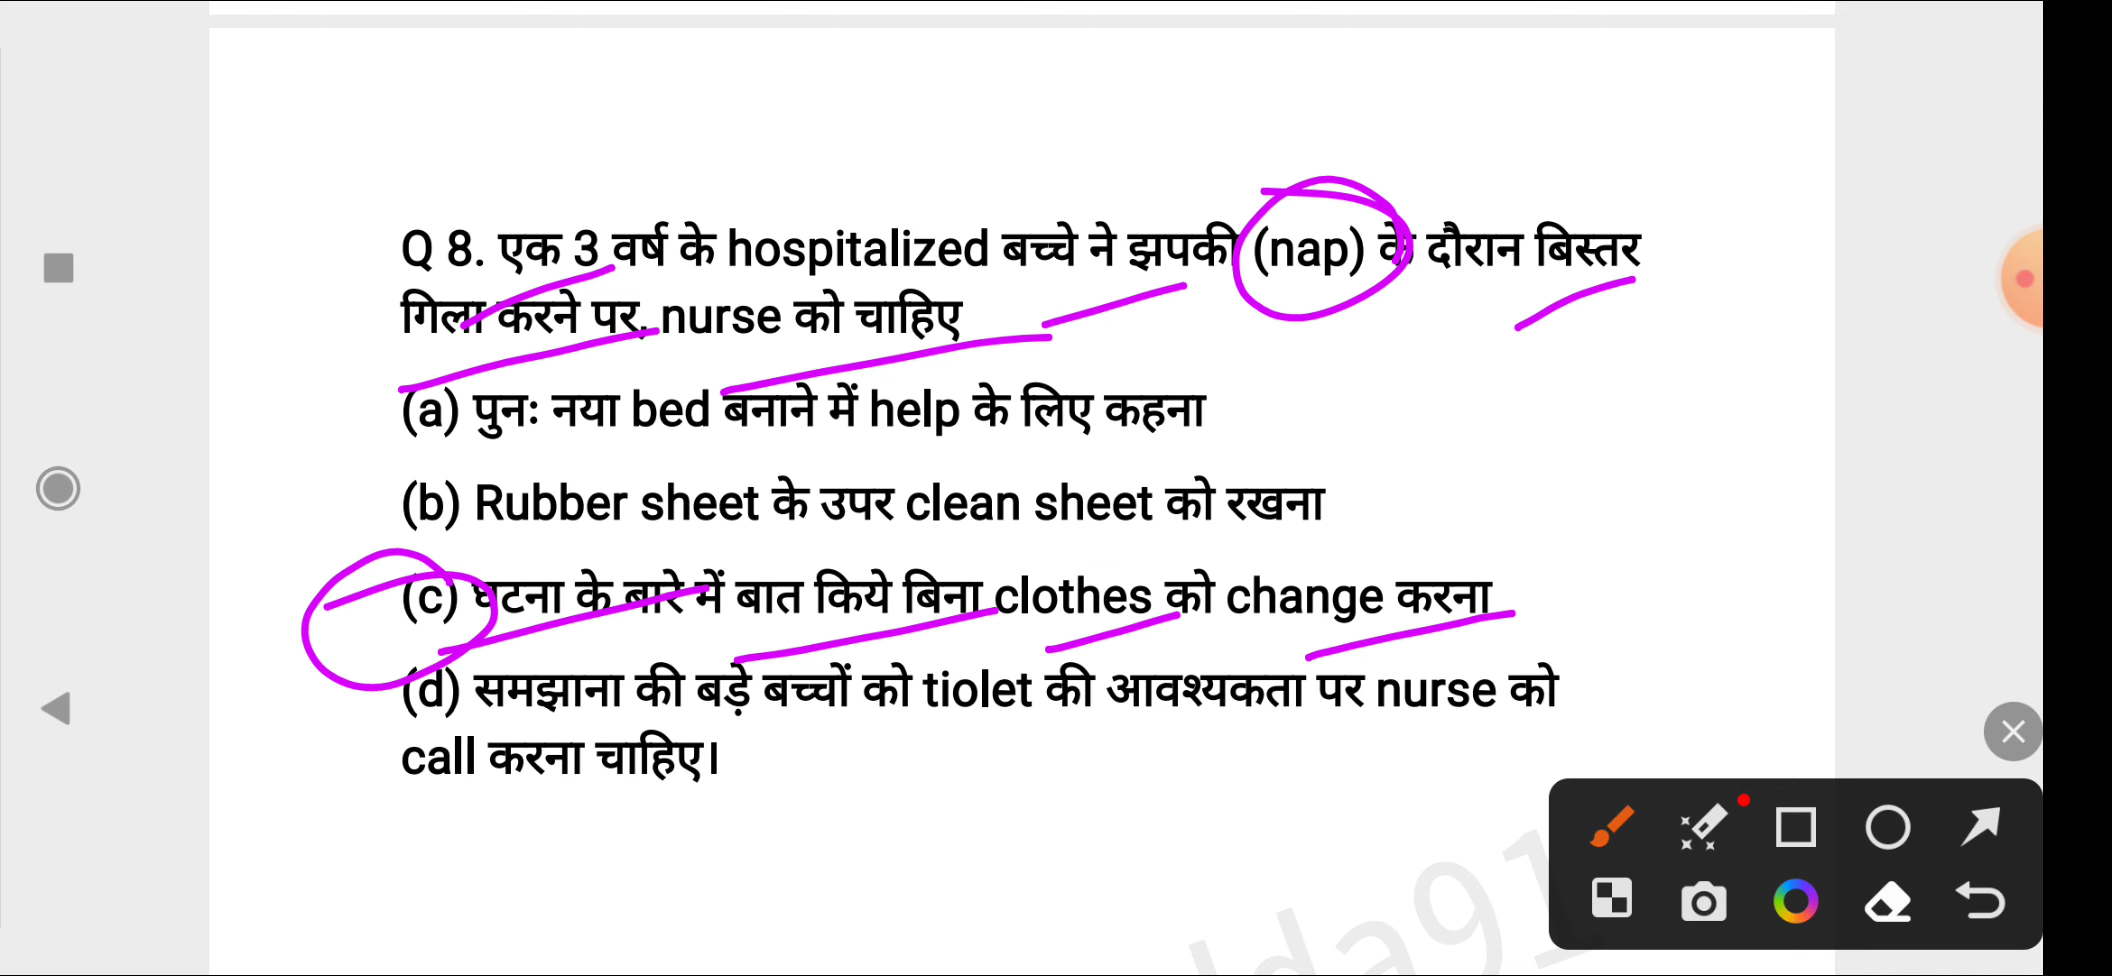 Q 8. एक 3 वर्ष के hospitalized बच्चे ने झपकी (nap) के दौरान बिस्तर
गिला करने पर, nurse को चाहिए
(a) पुनः नया bed बनाने में help के लिए कहना
(b) Rubber sheet के उपर clean sheet को रखना
(c) घटना के बारे में बात किये बिना clothes को change करना
(d) समझाना की बड़े बच्चों को tiolet की आवश्यकता पर nurse को
call करना चाहिए।